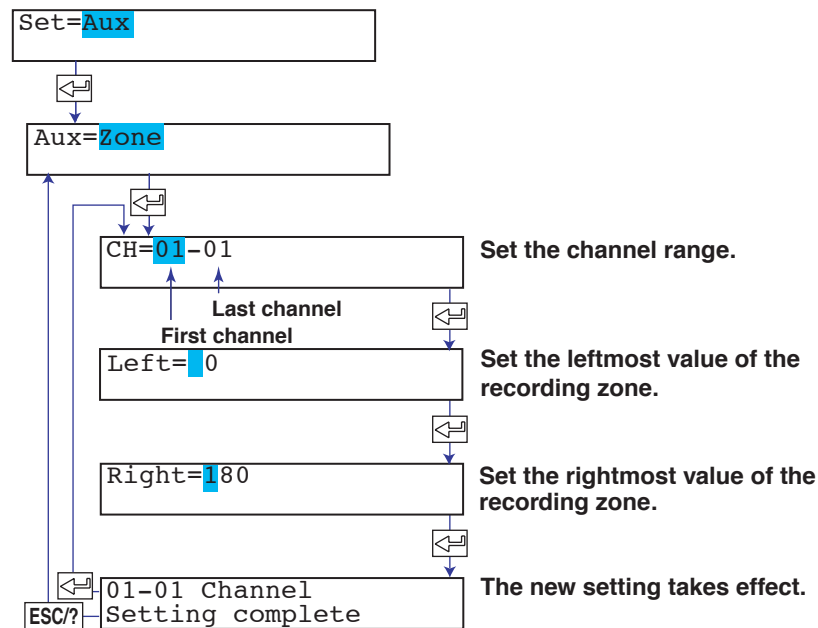 Set=Aux
Aux=Zone
CH=01-01
Set the channel range.
Last channel
First channel
Left= 0
Set the leftmost value of the
recording zone.
Right=180
Set the rightmost value of the
recording zone.
01-01 Channel
Setting complete
The new setting takes effect.
ESC/?